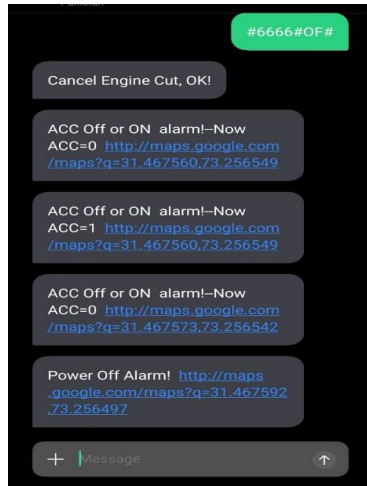 #6666#OF#
Cancel Engine Cut, OK!
ACC Off or ON alarm!–Now
ACC=0 http://maps.google.com
/maps?q=31.467560,73.256549
ACC Off or ON alarm!–Now
ACC=1 http://maps.google.com
/maps?q=31.467560,73.256549
ACC Off or ON alarm!–Now
ACC=0 http://maps.google.com
/maps?q=31.467573,73.256542
Power Off Alarm! http://maps
.google.com/maps?q=31.467592
,73.256497
Message